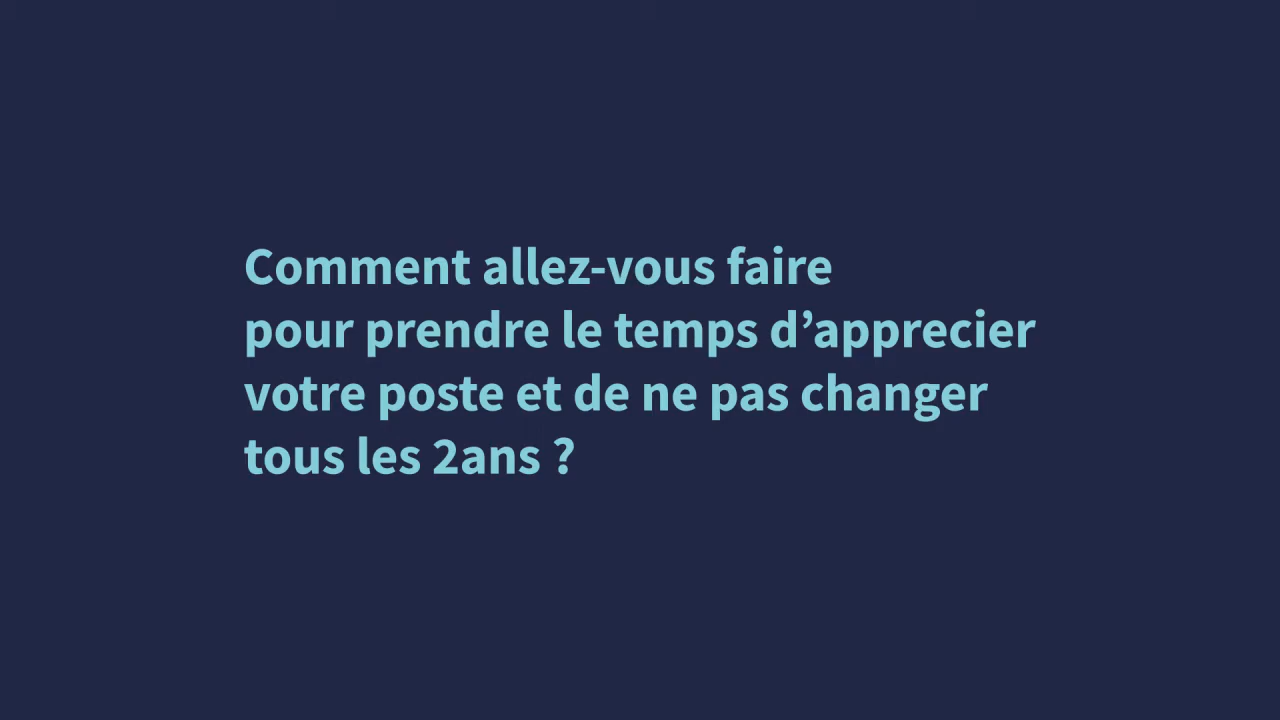 Comment allez-vous faire
pour prendre le temps d’apprecier
votre poste et de ne pas changer
tous les 2ans ?